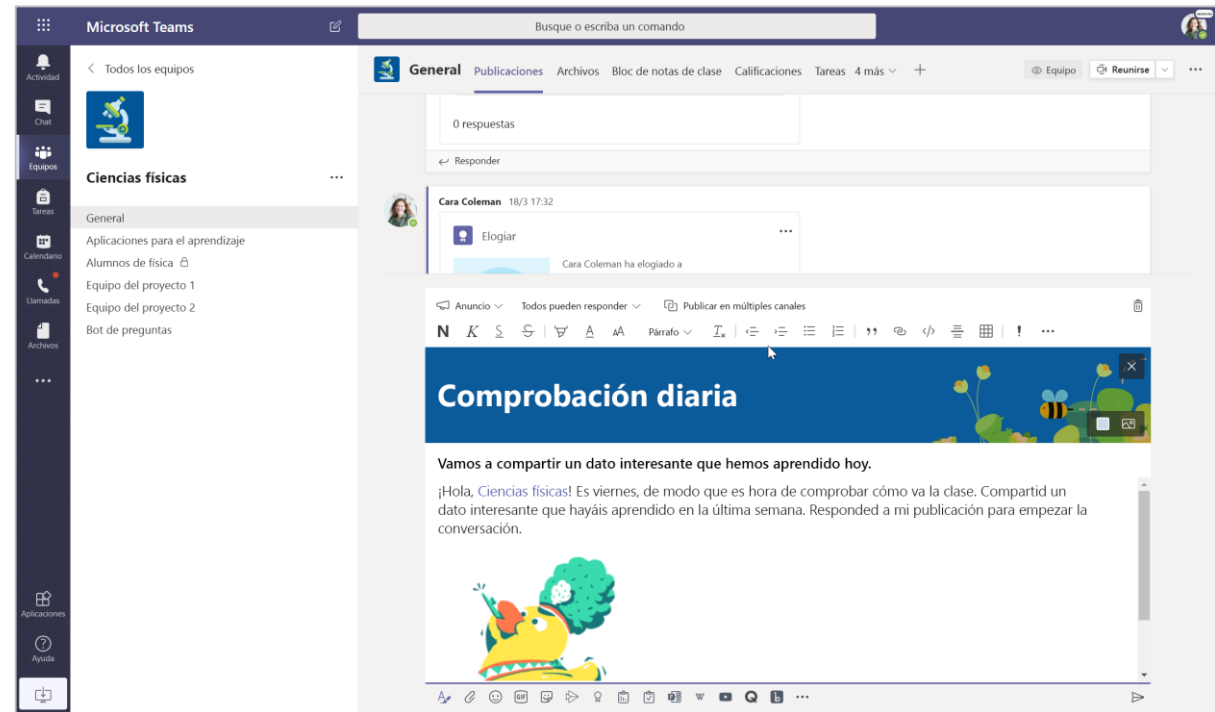 Microsoft Teams
Busque o escriba un comando
Actividad
Chat
Equipos
Tareas
Calendario
Llamadas
Archivos
Aplicaciones
Ayuda
Todos los equipos
Ciencias físicas
General
Aplicaciones para el aprendizaje
Alumnos de física
Equipo del proyecto 1
Equipo del proyecto 2
Bot de preguntas
General Publicaciones Archivos Bloc de notas de clase Calificaciones Tareas 4 más
Equipo Reunirse
0 respuestas
Responder
Cara Coleman 18/3 17:32
Elogiar
Cara Coleman ha elogiado a
Anuncio Todos pueden responder Publicar en múltiples canales
N K S S A AA Párrafo Tx
Comprobación diaria
Vamos a compartir un dato interesante que hemos aprendido hoy.
¡Hola, Ciencias físicas! Es viernes, de modo que es hora de comprobar cómo va la clase. Compartid un
dato interesante que hayáis aprendido en la última semana. Responded a mi publicación para empezar la
conversación.
GIF